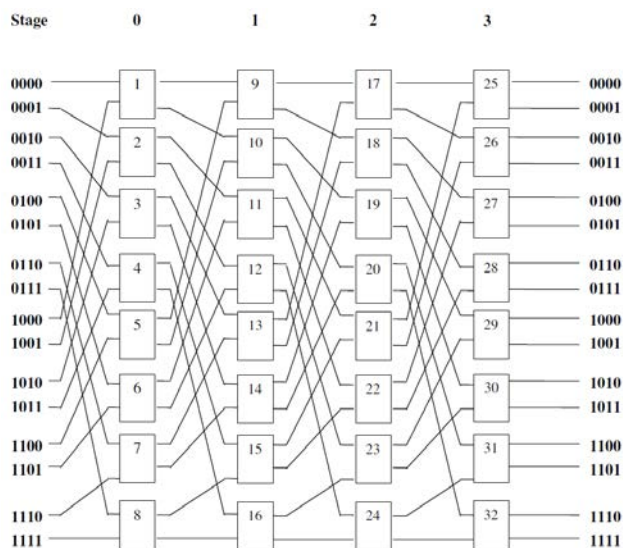 Stage 0 1 2 3
0000 1 9 17 25 0000
0001 0001
0010 2 10 18 26 0010
0011 0011
0100 3 11 19 27 0100
0101 0101
0110 4 12 20 28 0110
0111 0111
1000 5 13 21 29 1000
1001 1001
1010 6 14 22 30 1010
1011 1011
1100 7 15 23 31 1100
1101 1101
1110 8 16 24 32 1110
1111 1111